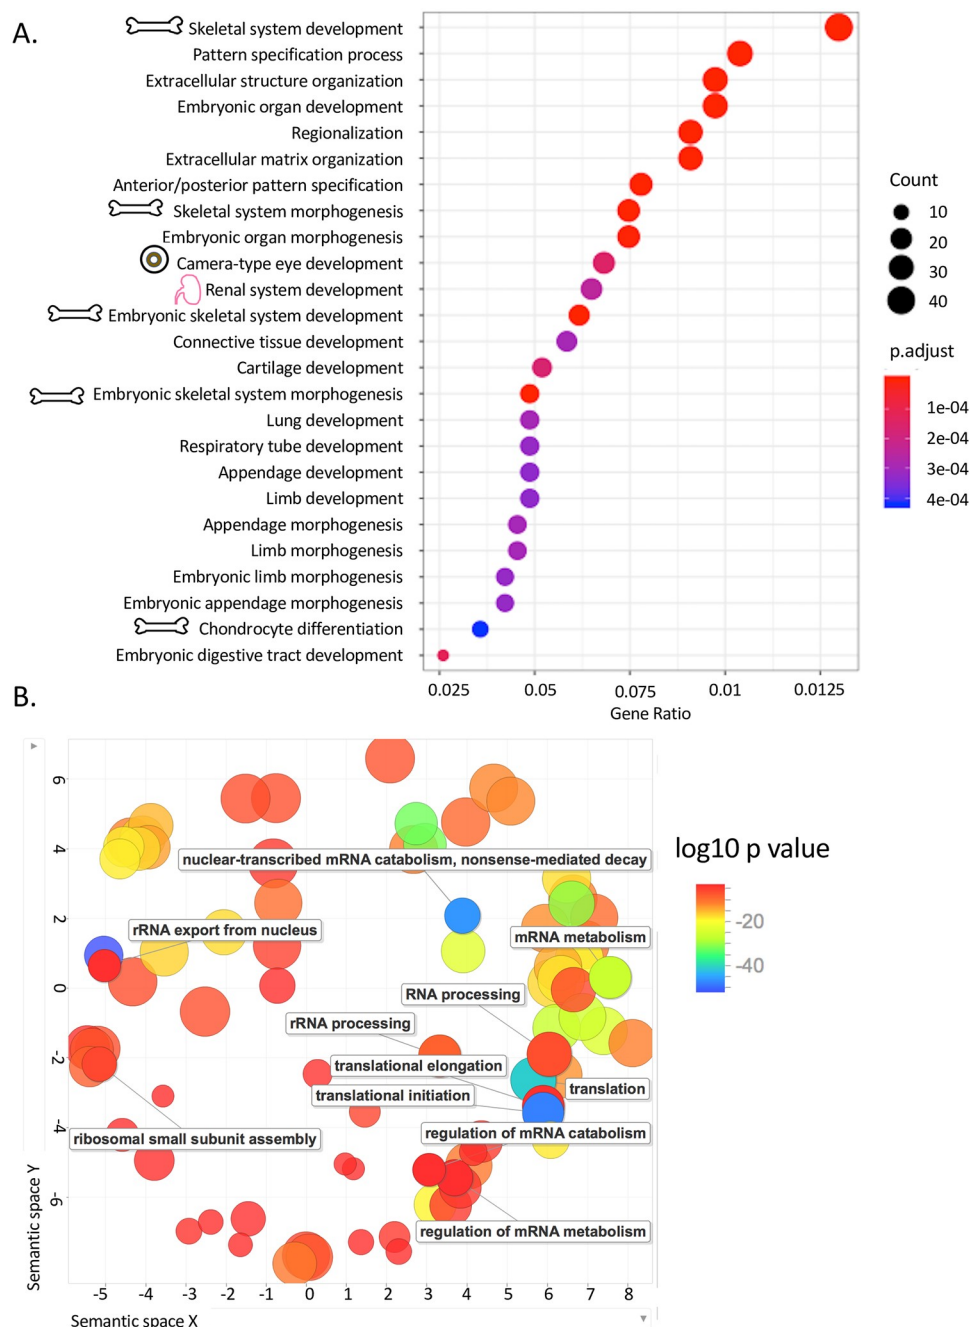 A.
Skeletal system development
Pattern specification process
Extracellular structure organization
Embryonic organ development
Regionalization
Extracellular matrix organization
Anterior/posterior pattern specification
Skeletal system morphogenesis
Embryonic organ morphogenesis
Camera-type eye development
Renal system development
Embryonic skeletal system development
Connective tissue development
Cartilage development
Embryonic skeletal system morphogenesis
Lung development
Respiratory tube development
Appendage development
Limb development
Appendage morphogenesis
Limb morphogenesis
Embryonic limb morphogenesis
Embryonic appendage morphogenesis
Chondrocyte differentiation
Embryonic digestive tract development
0.025 0.05 0.075 0.01 0.0125
Gene Ratio
Count
10
20
30
40
p.adjust
1e-04
2e-04
3e-04
4e-04
B.
6
4
2
0
-2
-4
-6
Semantic space Y
nuclear-transcribed mRNA catabolism, nonsense-mediated decay
rRNA export from nucleus
mRNA metabolism
RNA processing
rRNA processing
translational elongation
translation
translational initiation
regulation of mRNA catabolism
ribosomal small subunit assembly
regulation of mRNA metabolism
-5 -4 -3 -2 -1 0 1 2 3 4 5 6 7 8
Semantic space X
log10 p value
-20
-40